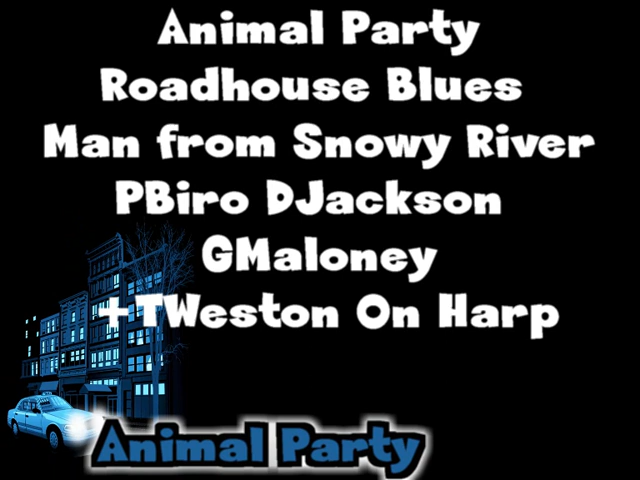 Animal Party
Roadhouse Blues
Man from Snowy River
PBiro DJackson
GMaloney
+TWeston On Harp
Animal Party